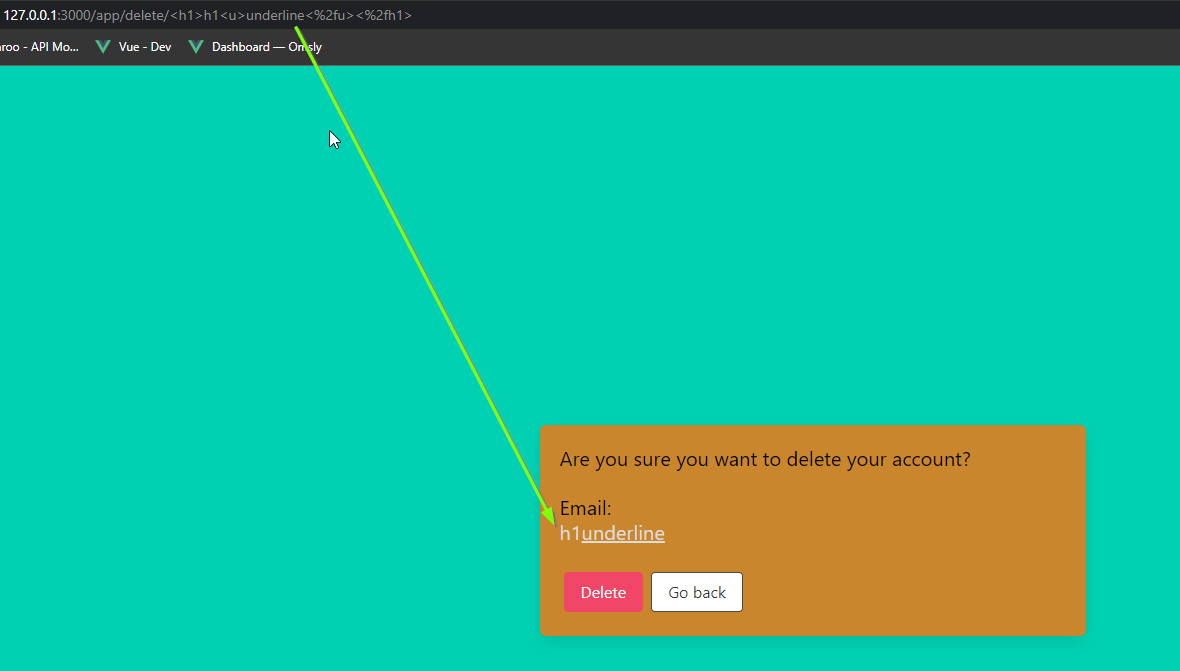 127.0.0.1:3000/app/delete/<h1>h1<u>underline<%2fu><%2fh1>
aroo - API Mo... Vue - Dev Dashboard — Omsly
Are you sure you want to delete your account?
Email:
h1underline
Delete Go back